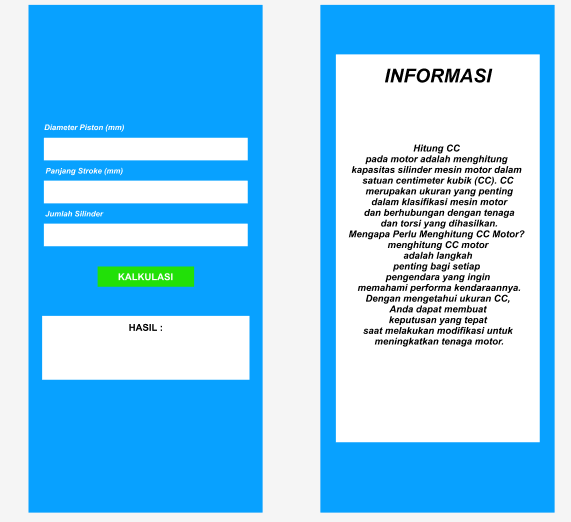 Diameter Piston (mm)
Panjang Stroke (mm)
Jumlah Silinder
KALKULASI
HASIL :
INFORMASI
Hitung CC
pada motor adalah menghitung
kapasitas silinder mesin motor dalam
satuan centimeter kubik (CC). CC
merupakan ukuran yang penting
dalam klasifikasi mesin motor
dan berhubungan dengan tenaga
dan torsi yang dihasilkan.
Mengapa Perlu Menghitung CC Motor?
menghitung CC motor
adalah langkah
penting bagi setiap
pengendara yang ingin
memahami performa kendaraannya.
Dengan mengetahui ukuran CC,
Anda dapat membuat
keputusan yang tepat
saat melakukan modifikasi untuk
meningkatkan tenaga motor.